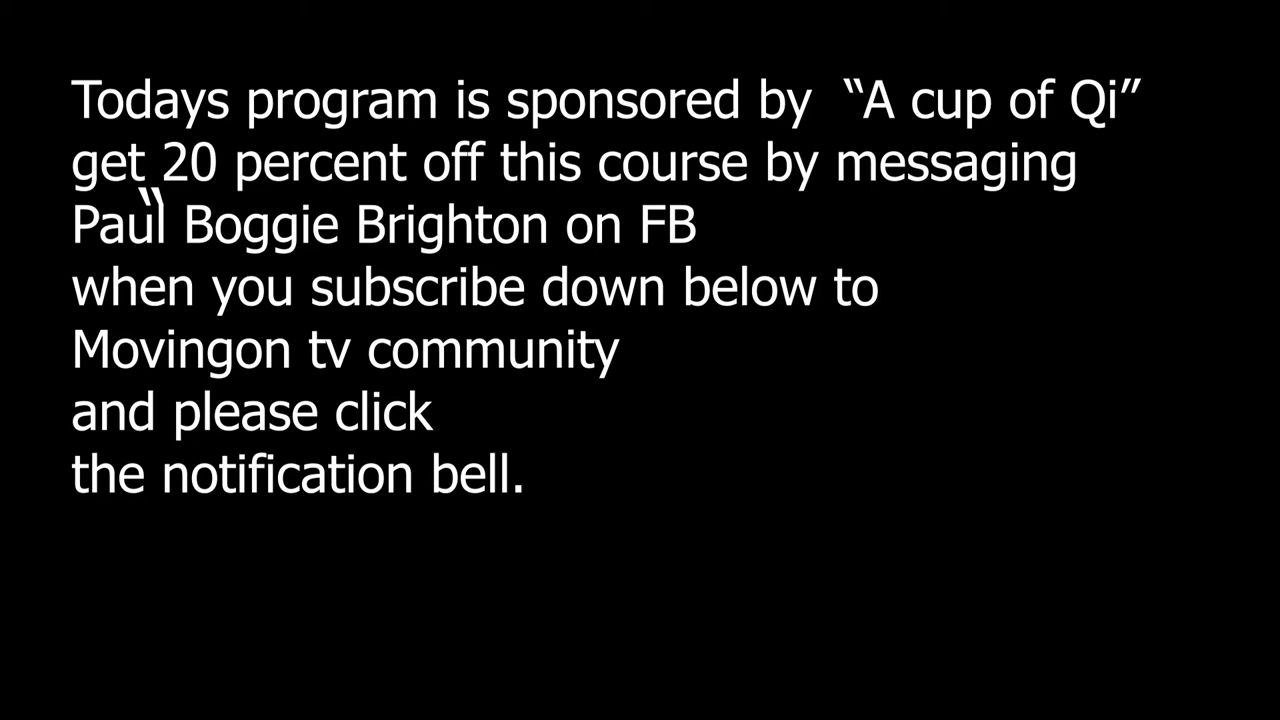 Todays program is sponsored by “A cup of Qi”
get 20 percent off this course by messaging
“
Paul Boggie Brighton on FB
when you subscribe down below to
Movingon tv community
and please click
the notification bell.